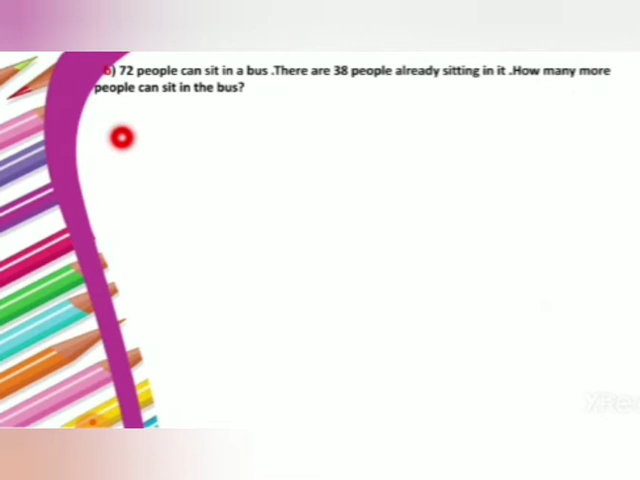 6) 72 people can sit in a bus .There are 38 people already sitting in it .How many more
people can sit in the bus?